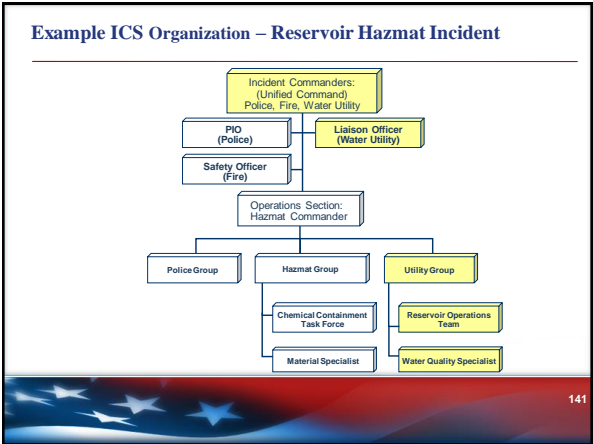 Example ICS Organization – Reservoir Hazmat Incident
Incident Commanders:
(Unified Command)
Police, Fire, Water Utility
PIO
(Police)
Liaison Officer
(Water Utility)
Safety Officer
(Fire)
Operations Section:
Hazmat Commander
Police Group
Hazmat Group
Utility Group
Chemical Containment
Task Force
Reservoir Operations
Team
Material Specialist
Water Quality Specialist
141